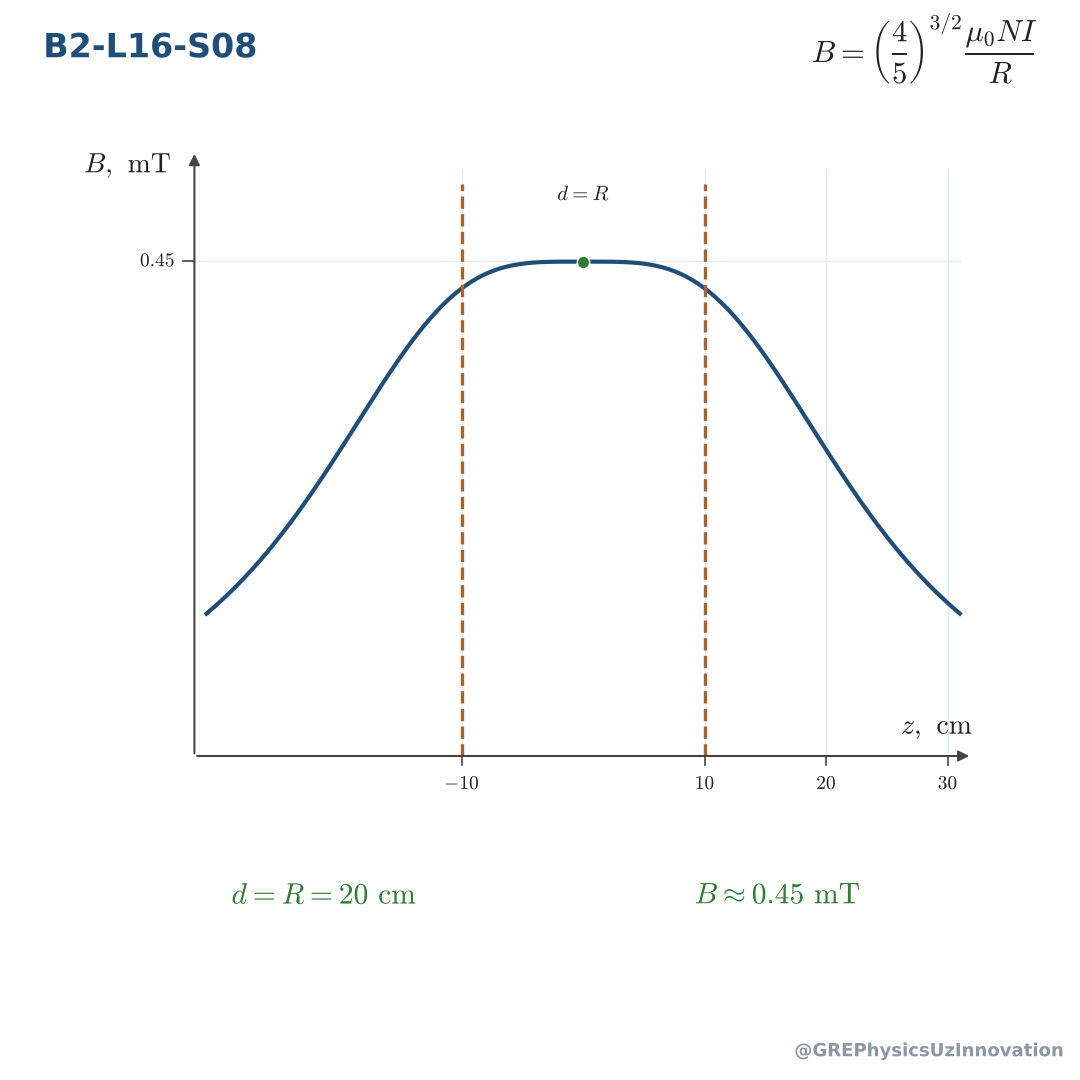 B2-L16-S08
B = (4/5)^{3/2} μ₀NI/R
B, mT
d = R
0.45
z, cm
−10 10 20 30
d = R = 20 cm B ≈ 0.45 mT
@GREPhysicsUzInnovation